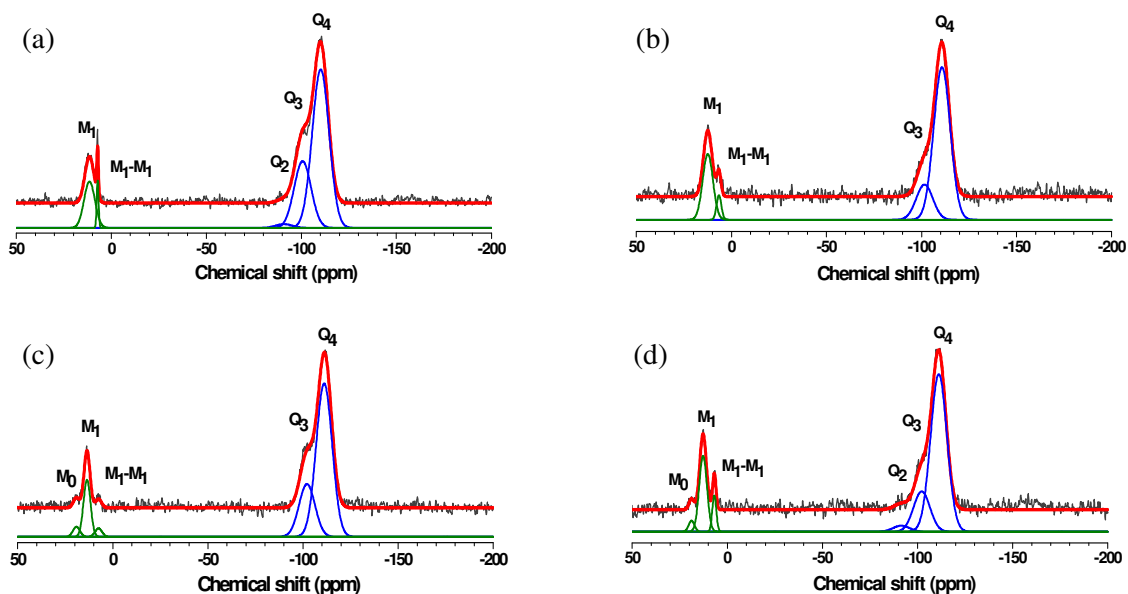 (a)
Q4
Q3
Q2
M1
M1-M1
50 0 -50 -100 -150 -200
Chemical shift (ppm)
(b)
Q4
Q3
M1
M1-M1
50 0 -50 -100 -150 -200
Chemical shift (ppm)
(c)
Q4
Q3
M1
M0
M1-M1
50 0 -50 -100 -150 -200
Chemical shift (ppm)
(d)
Q4
Q3
Q2
M1
M1-M1
M0
50 0 -50 -100 -150 -200
Chemical shift (ppm)